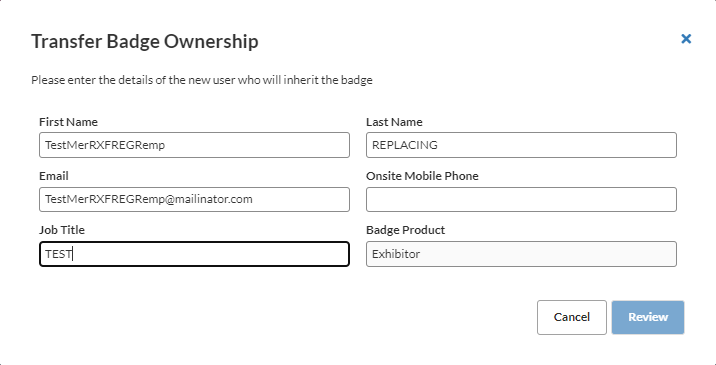 Transfer Badge Ownership
Please enter the details of the new user who will inherit the badge
First Name
Last Name
TestMerRXFREGRemp
REPLACING
Email
Onsite Mobile Phone
TestMerRXFREGRemp@mailinator.com
Job Title
Badge Product
TEST
Exhibitor
Cancel
Review